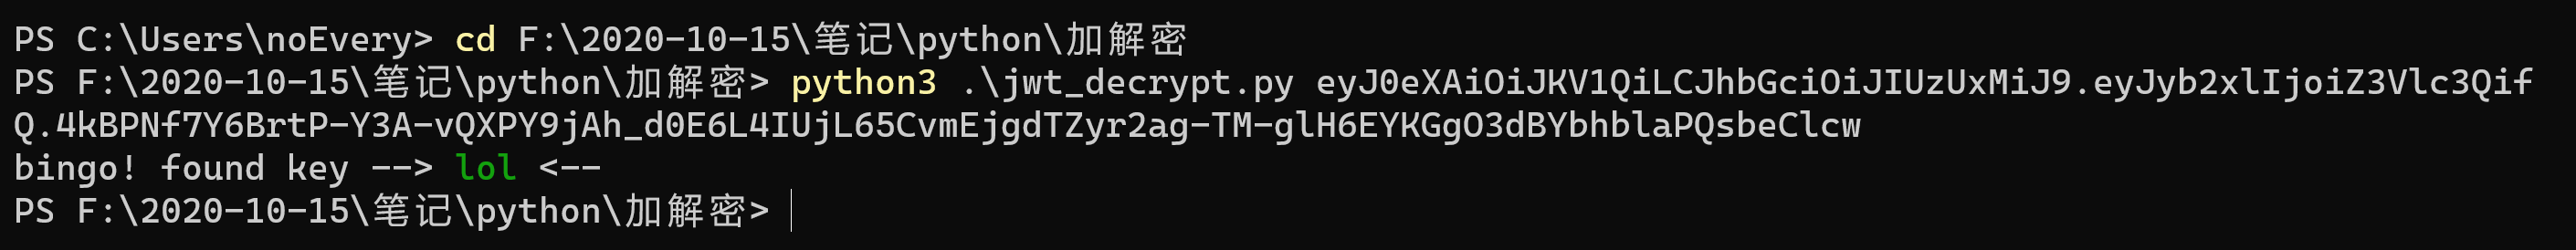 PS C:\Users\noEvery> cd F:\2020-10-15\笔记\python\加解密
PS F:\2020-10-15\笔记\python\加解密> python3 .\jwt_decrypt.py eyJ0eXAiOiJKV1QiLCJhbGciOiJIUzUxMiJ9.eyJyb2xlIjoiZ3Vlc3Qif
Q.4kBPNf7Y6BrtP-Y3A-vQXPY9jAh_d0E6L4IUjL65CvmEjgdTZyr2ag-TM-glH6EYKGgO3dBYbhblaPQsbeClcw
bingo! found key --> lol <--
PS F:\2020-10-15\笔记\python\加解密>